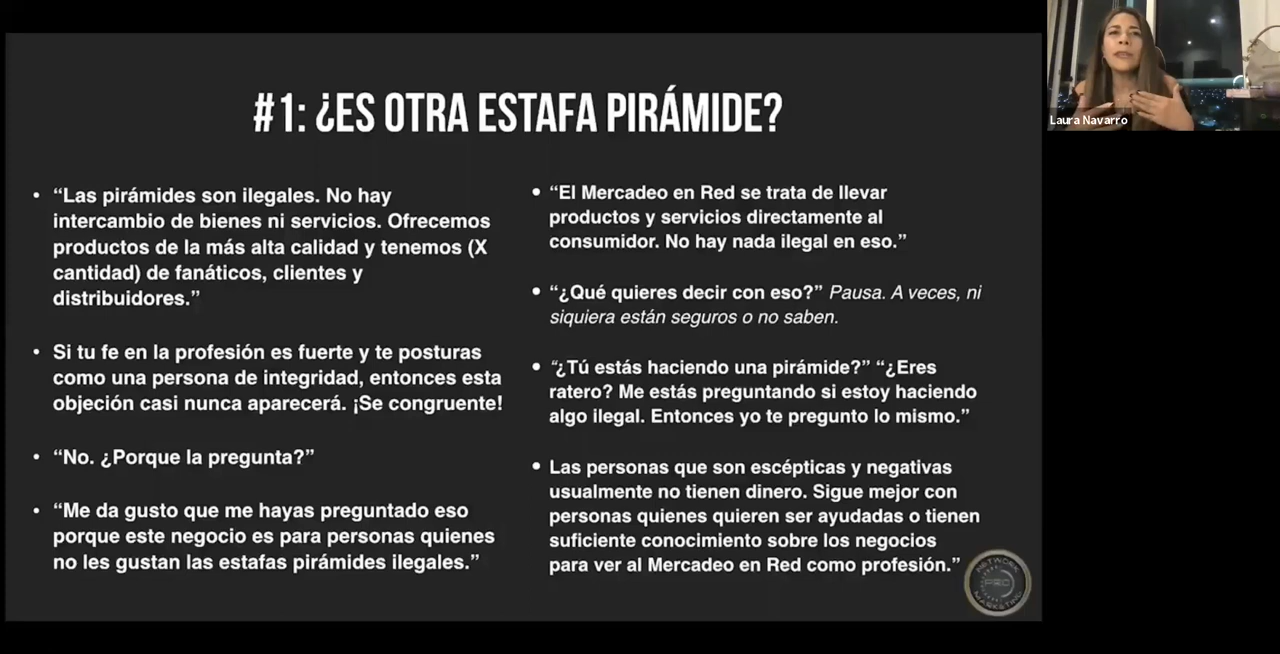 #1: ¿ES OTRA ESTAFA PIRÁMIDE?
• “Las pirámides son ilegales. No hay
intercambio de bienes ni servicios. Ofrecemos
productos de la más alta calidad y tenemos (X
cantidad) de fanáticos, clientes y
distribuidores.”
• Si tu fe en la profesión es fuerte y te posturas
como una persona de integridad, entonces esta
objeción casi nunca aparecerá. ¡Se congruente!
• “No. ¿Porque la pregunta?”
• “Me da gusto que me hayas preguntado eso
porque este negocio es para personas quienes
no les gustan las estafas pirámides ilegales.”
• “El Mercadeo en Red se trata de llevar
productos y servicios directamente al
consumidor. No hay nada ilegal en eso.”
• “¿Qué quieres decir con eso?” Pausa. A veces, ni
siquiera están seguros o no saben.
• “¿Tú estás haciendo una pirámide?” “¿Eres
ratero? Me estás preguntando si estoy haciendo
algo ilegal. Entonces yo te pregunto lo mismo.”
• Las personas que son escépticas y negativas
usualmente no tienen dinero. Sigue mejor con
personas quienes quieren ser ayudadas o tienen
suficiente conocimiento sobre los negocios
para ver al Mercadeo en Red como profesión.”
NETWORK
PRO
MARKETING
Laura Navarro